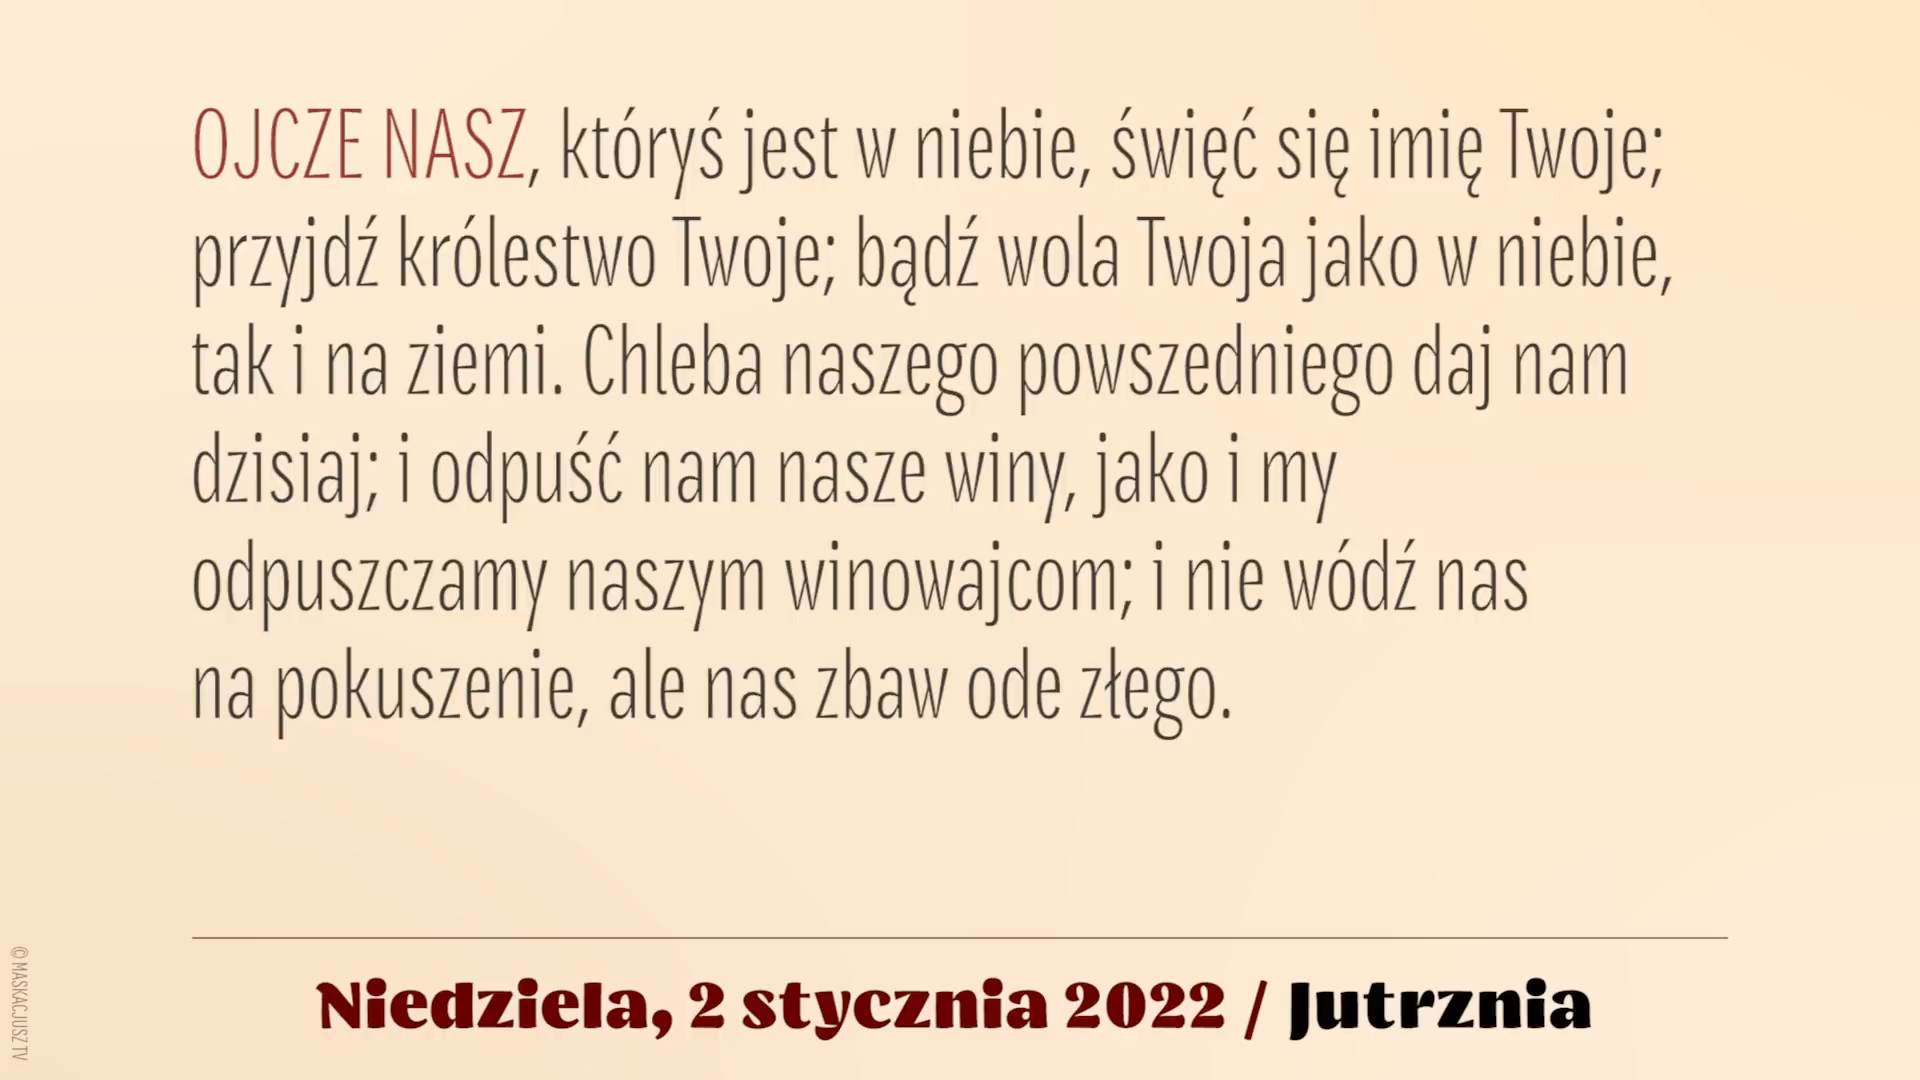 OJCZE NASZ, któryś jest w niebie, święć się imię Twoje;
przyjdź królestwo Twoje; bądź wola Twoja jako w niebie,
tak i na ziemi. Chleba naszego powszedniego daj nam
dzisiaj; i odpuść nam nasze winy, jako i my
odpuszczamy naszym winowajcom; i nie wódź nas
na pokuszenie, ale nas zbaw ode złego.
Niedziela, 2 stycznia 2022 / Jutrznia
© MASKACJUSZ TV